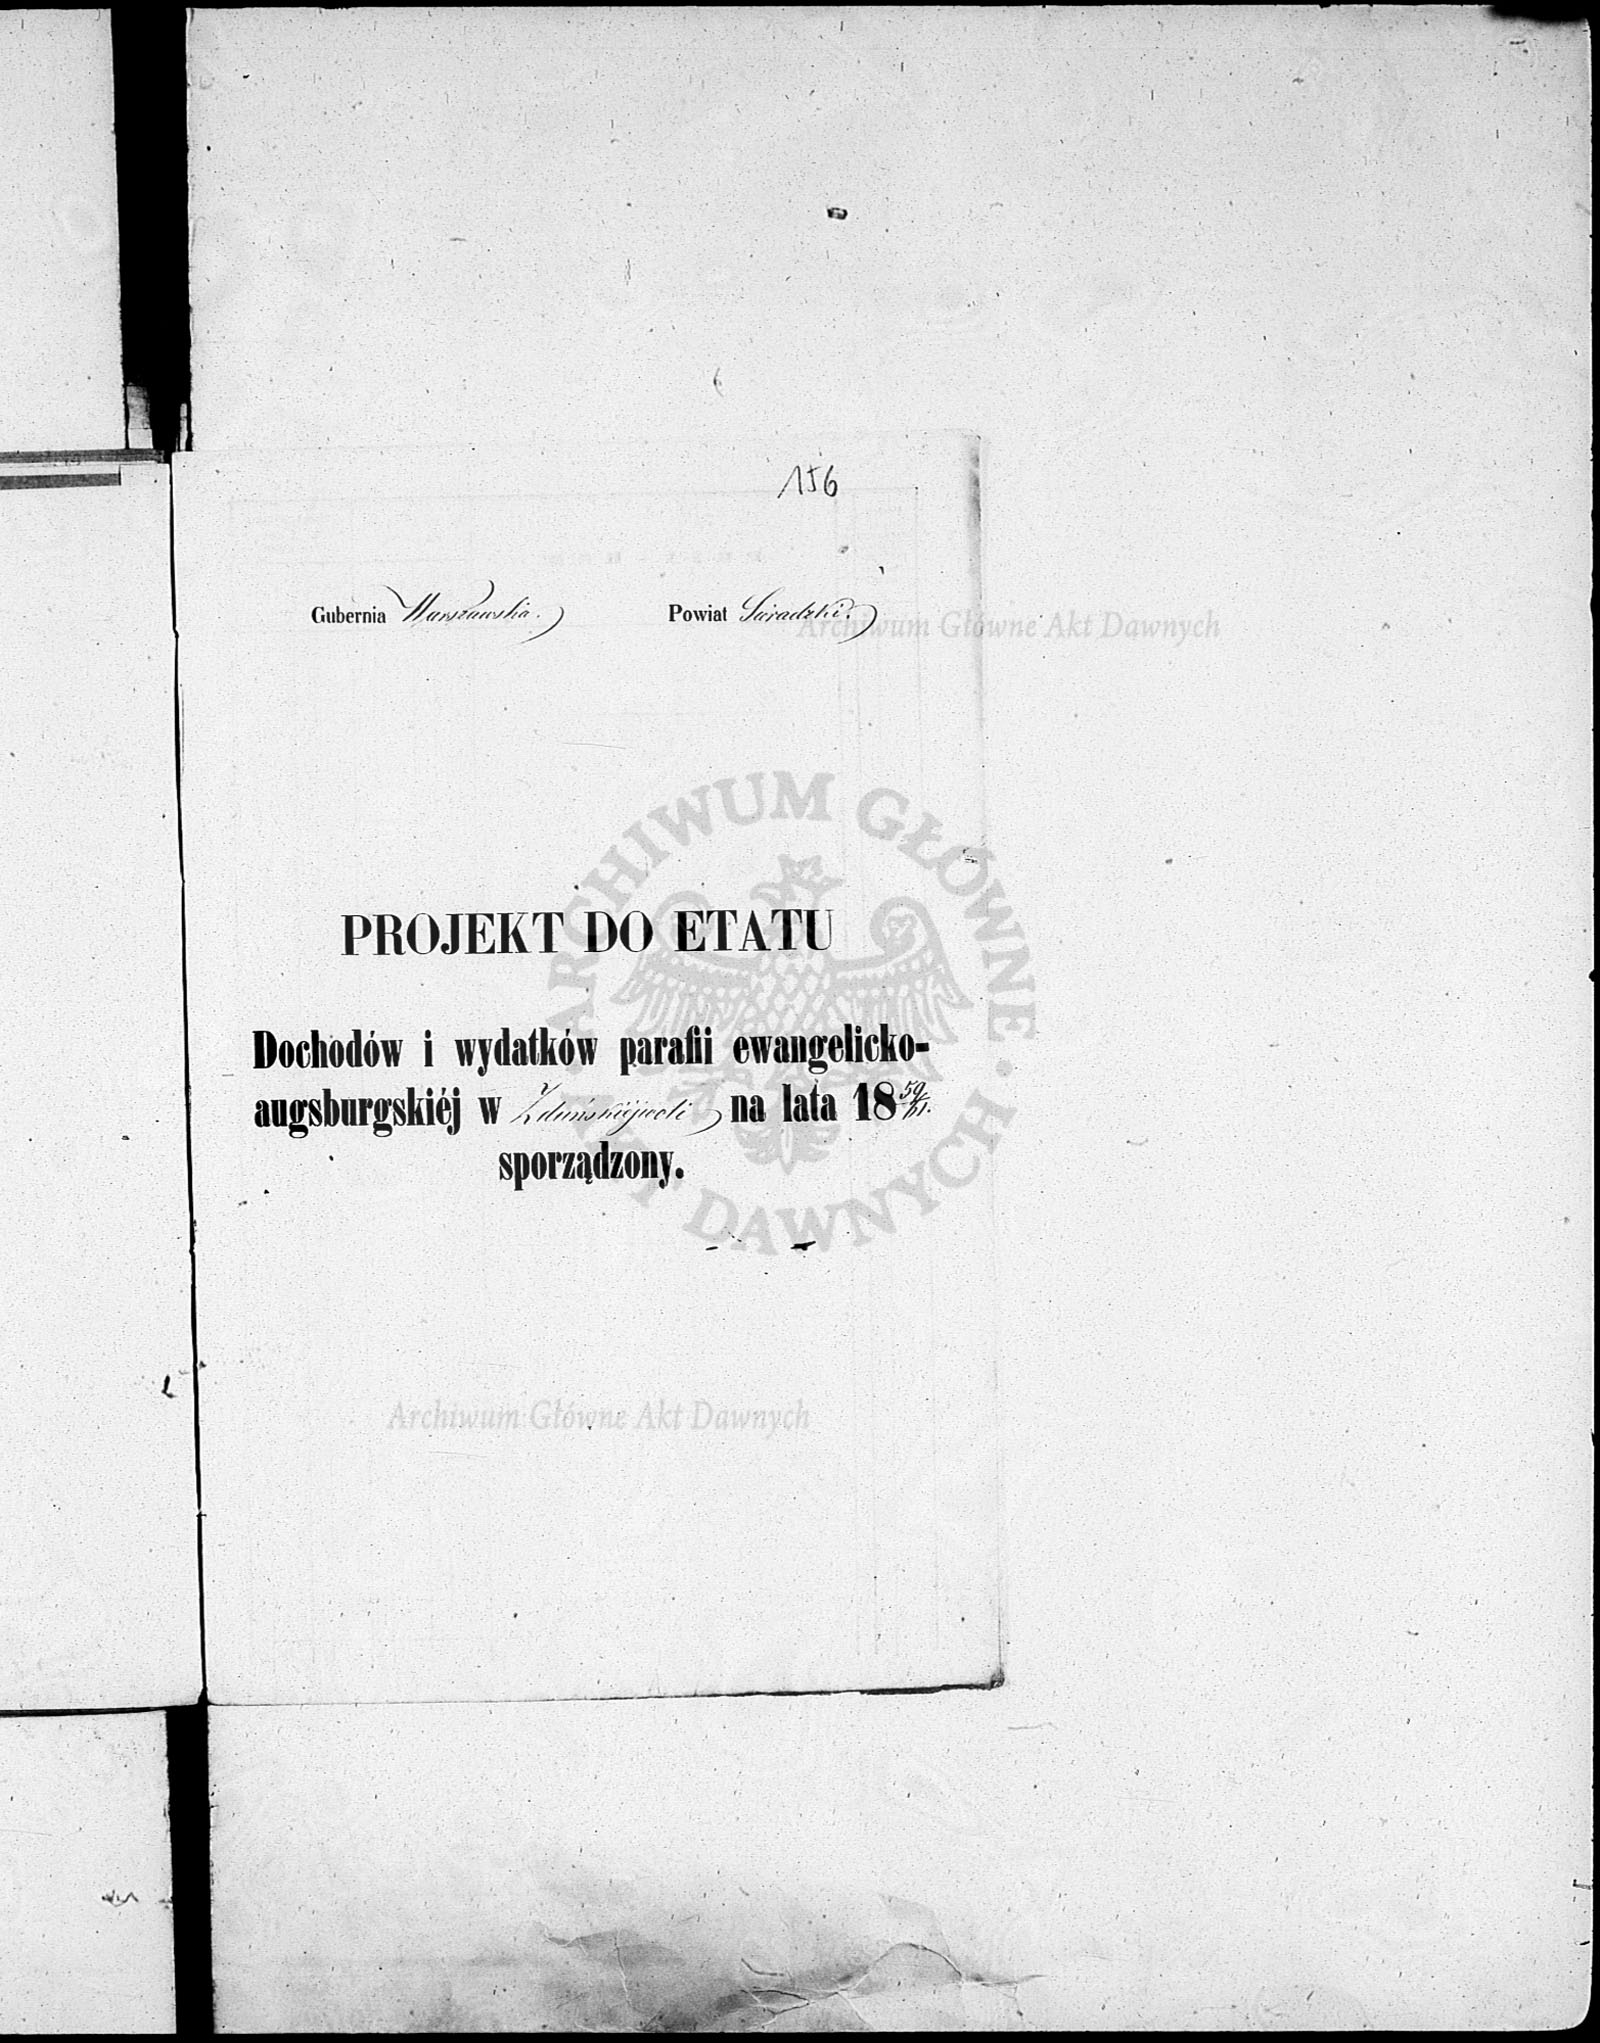 156
Gubernia Warszawska. Powiat Sieradzki.
Archiwum Główne Akt Dawnych
ARCHIWUM GŁÓWNE
PROJEKT DO ETATU
Dochodów i wydatków parafii ewangelicko-
augsburgskiéj w Zduńskiéjwoli na lata 18 59/61.
sporządzony.
AKT DAWNYCH
Archiwum Główne Akt Dawnych